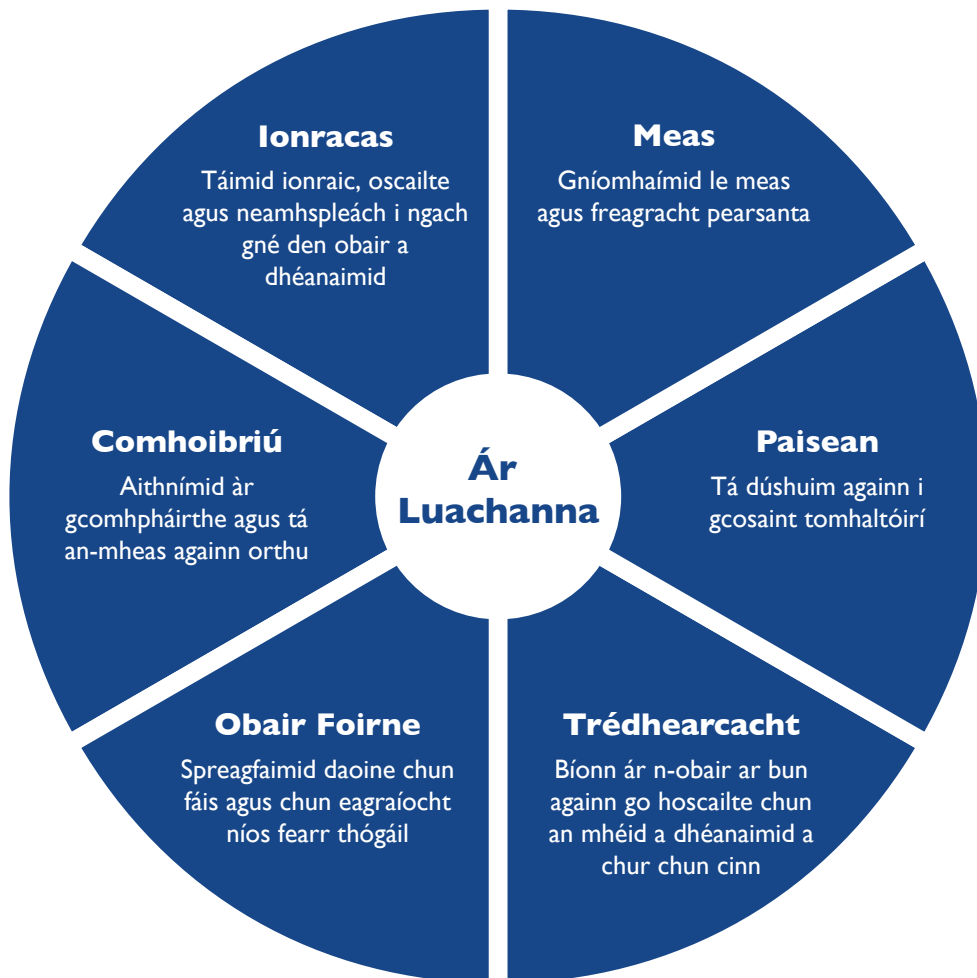 Ionracas
Táimid ionraic, oscailte
agus neamhspleách i ngach
gné den obair a
dhéanaimid
Meas
Gníomhaímid le meas
agus freagracht pearsanta
Comhoibriú
Aithnímid àr
gcomhpháirthe agus tá
an-mheas againn orthu
Ár
Luachanna
Paisean
Tá dúshuim againn i
gcosaint tomhaltóirí
Obair Foirne
Spreagfaimid daoine chun
fáis agus chun eagraíocht
níos fearr thógáil
Trédhearcacht
Bíonn ár n-obair ar bun
againn go hoscailte chun
an mhéid a dhéanaimid a
chur chun cinn